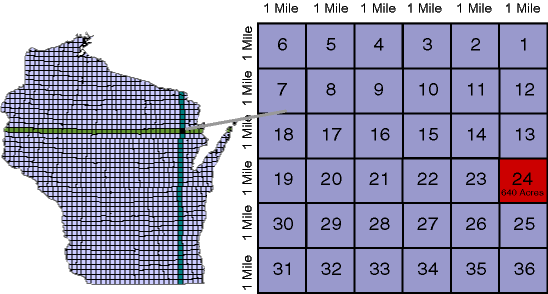 1 Mile 1 Mile 1 Mile 1 Mile 1 Mile 1 Mile
1 Mile 6 5 4 3 2 1
1 Mile 7 8 9 10 11 12
1 Mile 18 17 16 15 14 13
1 Mile 19 20 21 22 23 24
640 Acres
1 Mile 30 29 28 27 26 25
1 Mile 31 32 33 34 35 36